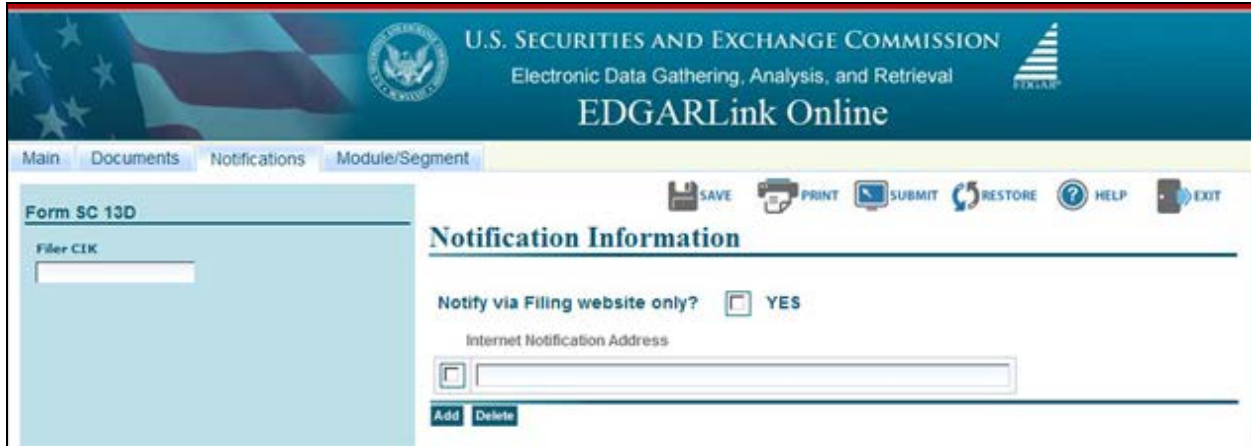 U.S. SECURITIES AND EXCHANGE COMMISSION
Electronic Data Gathering, Analysis, and Retrieval
EDGARLink Online
EDGAR
Main Documents Notifications Module/Segment
SAVE PRINT SUBMIT RESTORE HELP EXIT
Form SC 13D
Filer CIK
Notification Information
Notify via Filing website only? YES
Internet Notification Address
Add Delete